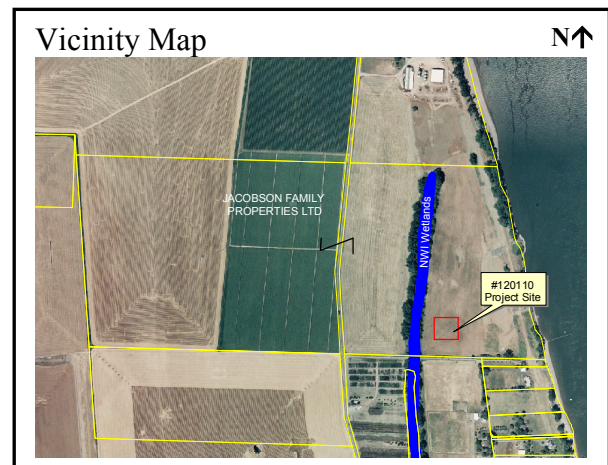 Vicinity Map
N↑
JACOBSON FAMILY
PROPERTIES LTD
NWI Wetlands
#120110
Project Site